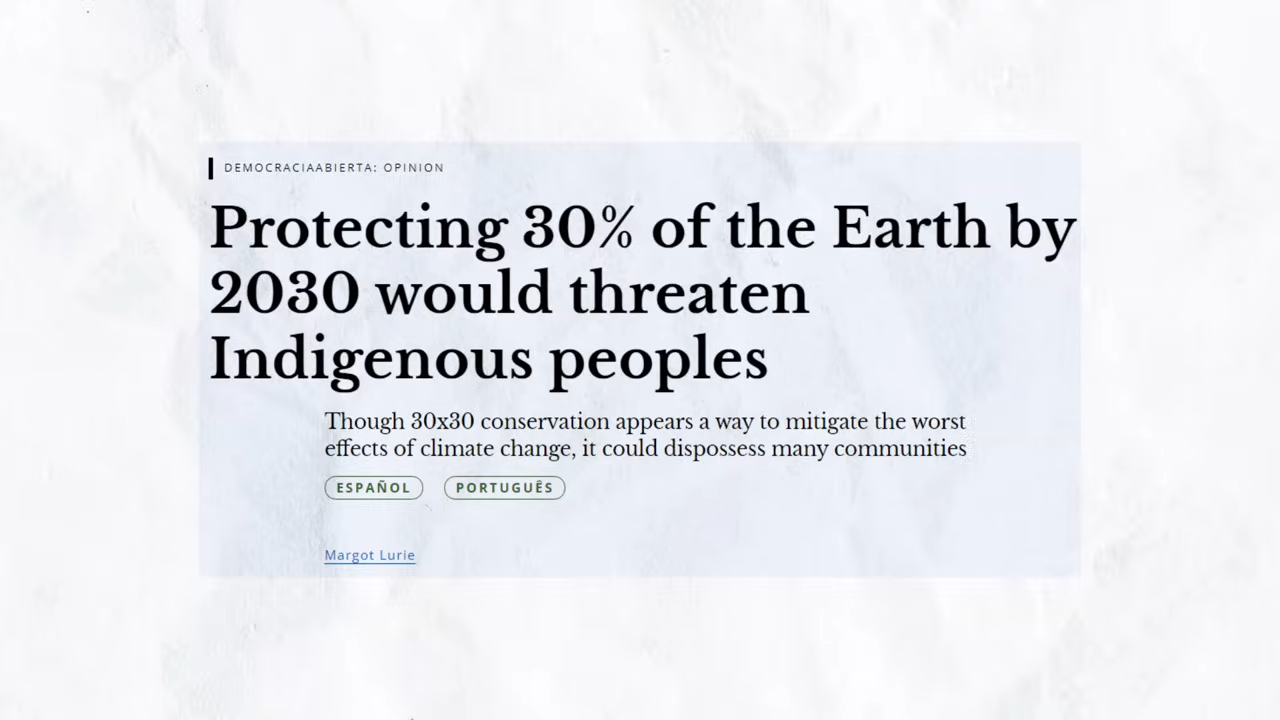 DEMOCRACIAABIERTA: OPINION
Protecting 30% of the Earth by
2030 would threaten
Indigenous peoples
Though 30x30 conservation appears a way to mitigate the worst
effects of climate change, it could dispossess many communities
ESPAÑOL PORTUGUÊS
Margot Lurie